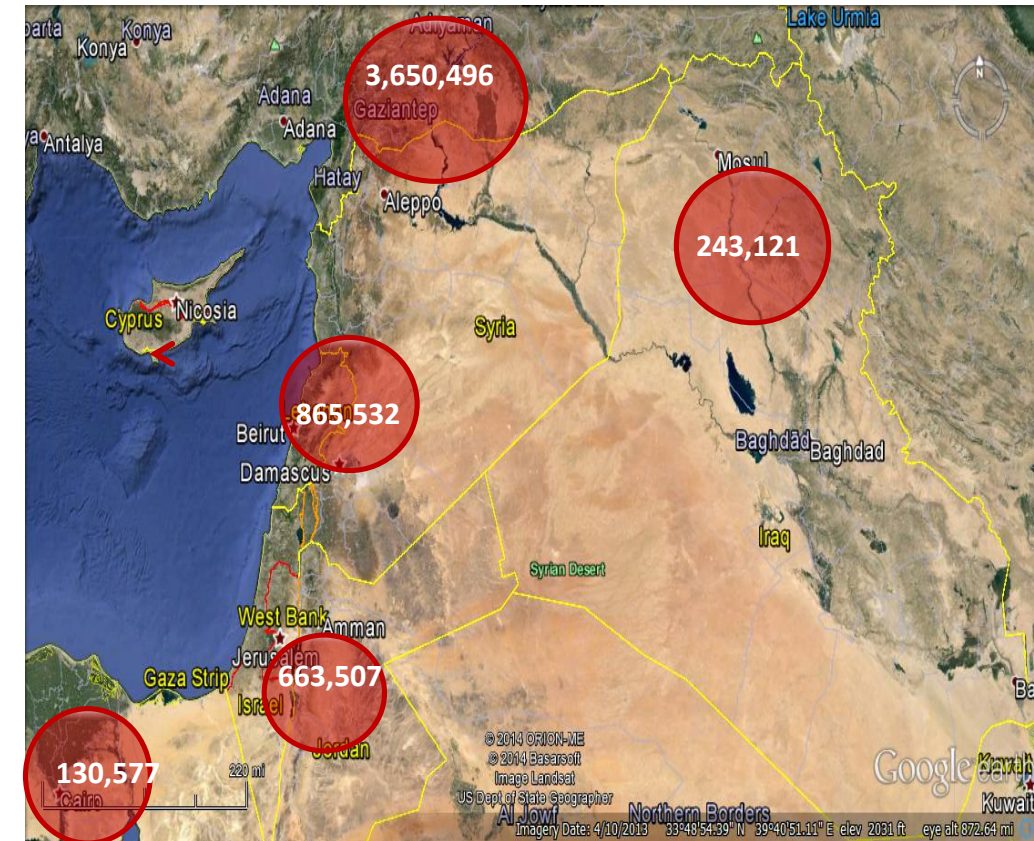 Konya
Konya
Adiyaman
Lake Urmia
3,650,496
Adana
Gaziantep
Adana
Antalya
N
Mosul
Hatay
Aleppo
243,121
Cyprus
Nicosia
Syria
865,532
Beirut
Damascus
Baghdād
Baghdad
Iraq
Syrian Desert
West Bank
Amman
Jerusalem
663,507
Gaza Strip
Israel
Jordan
130,577
Cairo
220 mi
© 2014 ORION-ME
© 2014 Basarsoft
Image Landsat
US Dept of State Geographer
Google earth
Kuwait
Al Jowf
Northern Borders
Imagery Date: 4/10/2013 33°48'54.39" N 39°40'51.11" E elev 2031 ft eye alt 872.64 mi